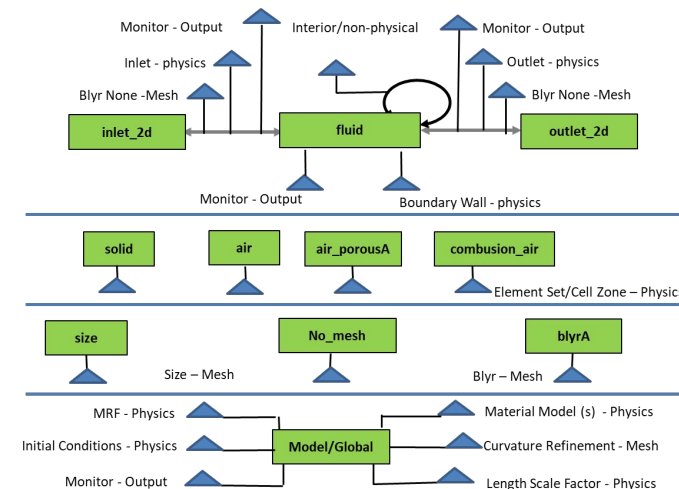 Monitor - Output
Interior/non-physical
Monitor - Output
Inlet - physics
Outlet - physics
Blyr None -Mesh
Blyr None -Mesh
inlet_2d
fluid
outlet_2d
Monitor - Output
Boundary Wall - physics
solid
air
air_porousA
combusion_air
Element Set/Cell Zone – Physics
size
No_mesh
blyrA
Size – Mesh
Blyr – Mesh
MRF - Physics
Material Model (s) - Physics
Initial Conditions - Physics
Model/Global
Curvature Refinement - Mesh
Monitor - Output
Length Scale Factor - Physics